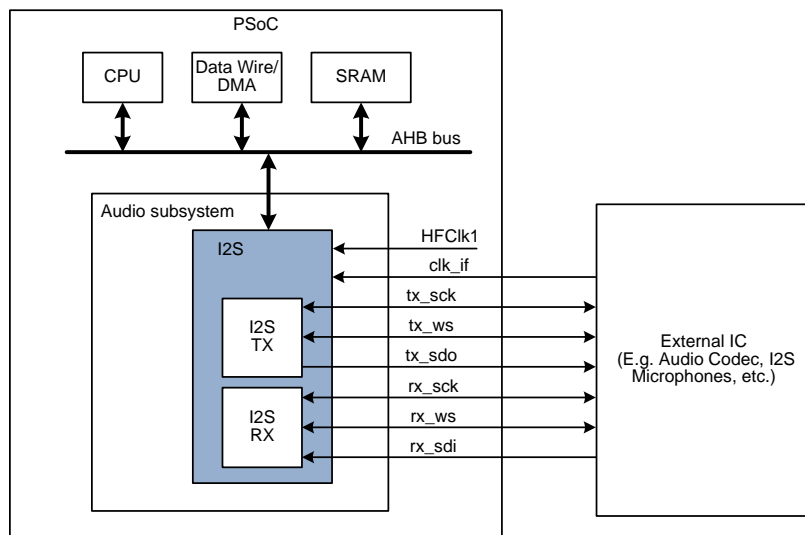 PSoC
CPU
Data Wire/
DMA
SRAM
AHB bus
Audio subsystem
I2S
HFClk1
clk_if
tx_sck
tx_ws
tx_sdo
rx_sck
rx_ws
rx_sdi
I2S
TX
I2S
RX
External IC
(E.g. Audio Codec, I2S
Microphones, etc.)